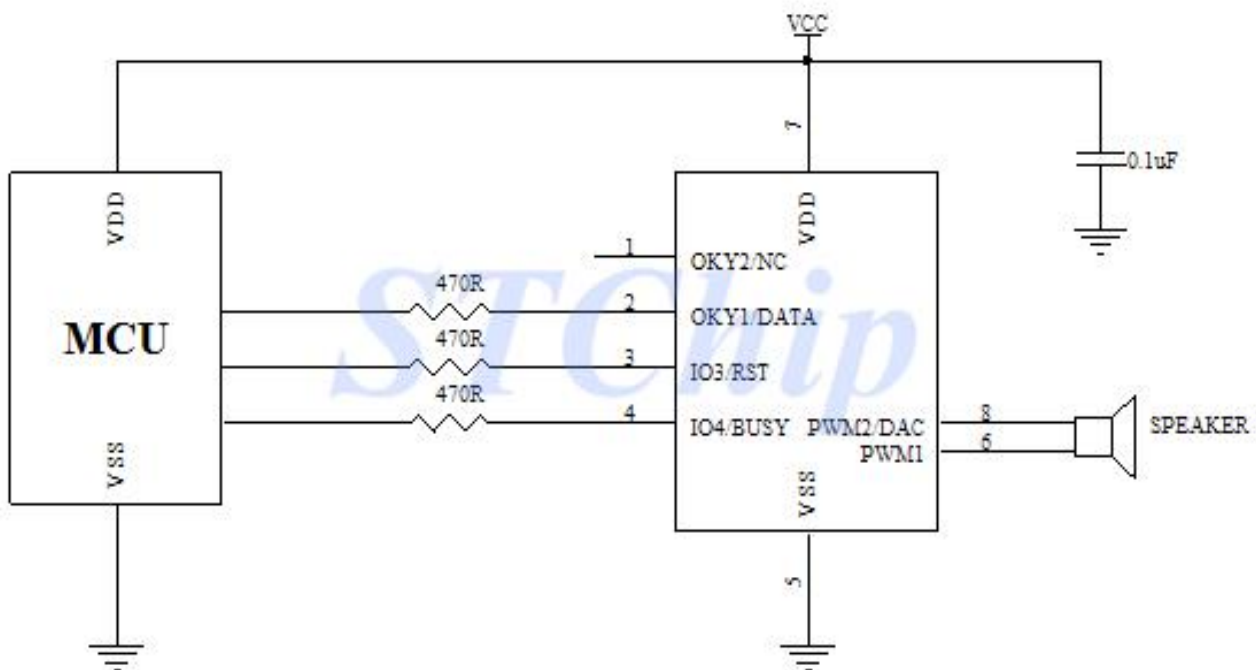 VCC
7
0.1uF
VDD
VDD
MCU
VSS
470R
470R
470R
1
2
3
4
OKY2/NC
OKY1/DATA
IO3/RST
IO4/BUSY
PWM2/DAC
PWM1
8
6
SPEAKER
VSS
5
STChip